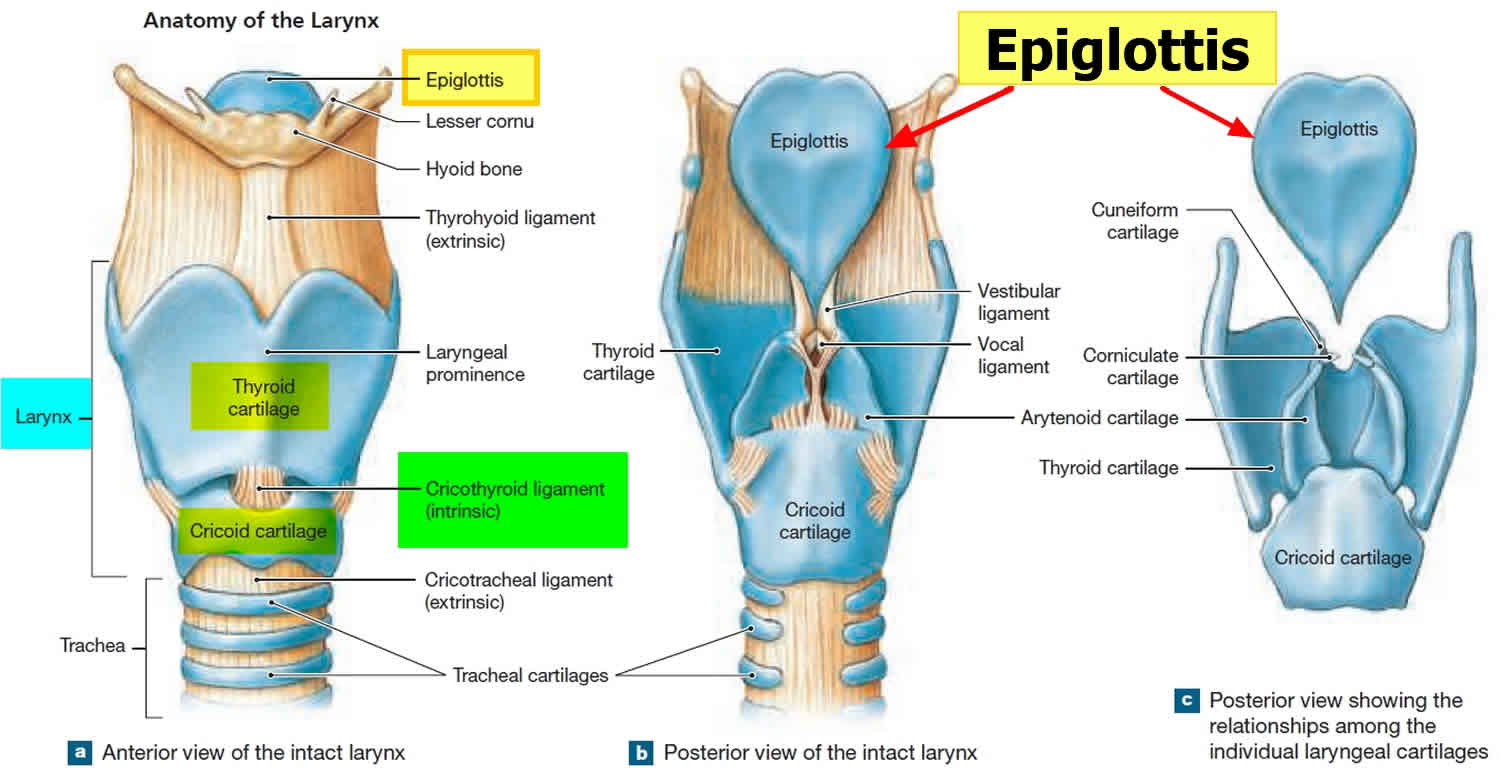 Anatomy of the Larynx
Epiglottis
Lesser cornu
Hyoid bone
Thyrohyoid ligament
(extrinsic)
Laryngeal
prominence
Thyroid
cartilage
Larynx
Cricothyroid ligament
(intrinsic)
Cricoid cartilage
Cricotracheal ligament
(extrinsic)
Trachea
Tracheal cartilages
a Anterior view of the intact larynx
Epiglottis
Epiglottis
Vestibular
ligament
Vocal
ligament
Thyroid
cartilage
Cricoid
cartilage
b Posterior view of the intact larynx
Epiglottis
Cuneiform
cartilage
Corniculate
cartilage
Arytenoid cartilage
Thyroid cartilage
Cricoid cartilage
c Posterior view showing the
relationships among the
individual laryngeal cartilages